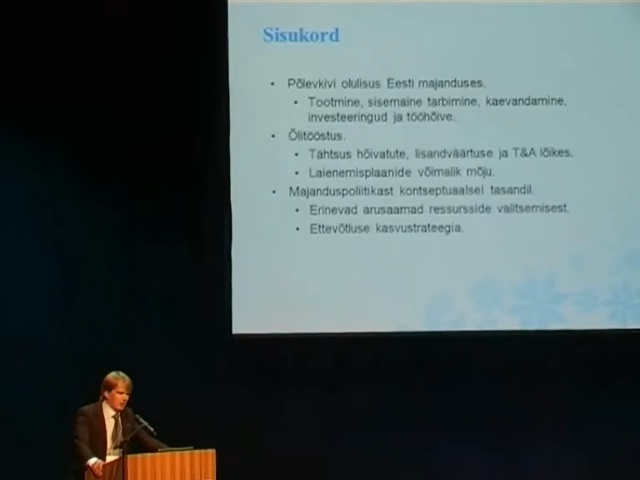 Sisukord
• Põlevkivi olulisus Eesti majanduses.
• Tootmine, sisemaine tarbimine, kaevandamine,
investeeringud ja tööhõive.
• Õlitööstus.
• Tähtsus hõivatute, lisandväärtuse ja T&A lõikes.
• Laienemisplaanide võimalik mõju.
• Majanduspoliitikast kontseptuaalsel tasandil.
• Erinevad arusaamad ressursside valitsemisest.
• Ettevõtluse kasvustrateegia.